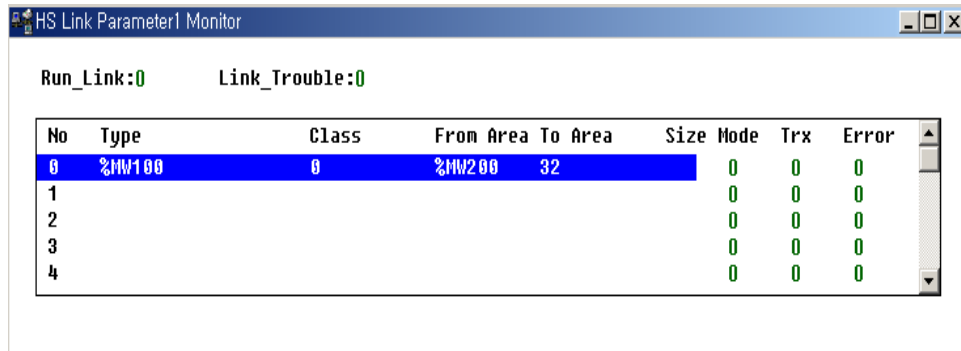 HS Link Parameter1 Monitor
Run_Link:0 Link_Trouble:0
No Type Class From Area To Area Size Mode Trx Error
0 %MW100 0 %MW200 32 0 0 0
1 0 0 0
2 0 0 0
3 0 0 0
4 0 0 0